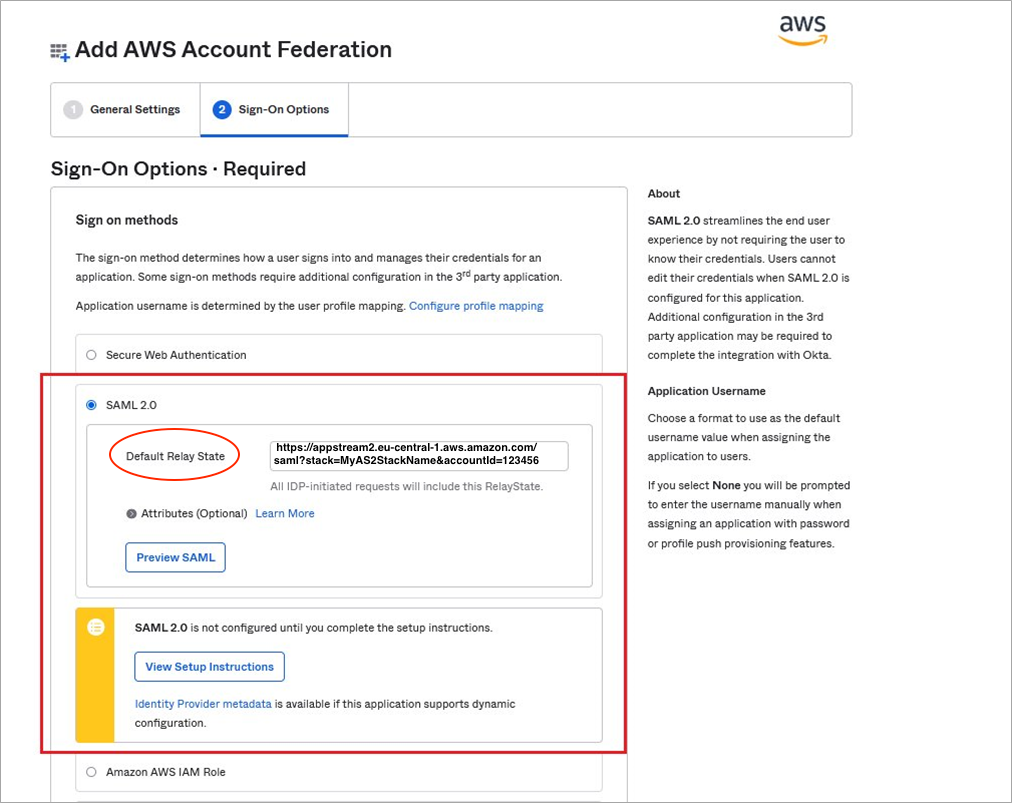 aws
Add AWS Account Federation
1 General Settings
2 Sign-On Options
Sign-On Options · Required
Sign on methods
The sign-on method determines how a user signs into and manages their credentials for an
application. Some sign-on methods require additional configuration in the 3rd party application.
Application username is determined by the user profile mapping. Configure profile mapping
Secure Web Authentication
SAML 2.0
Default Relay State
https://appstream2.eu-central-1.aws.amazon.com/
saml?stack=MyAS2StackName&accountId=123456
All IDP-initiated requests will include this RelayState.
Attributes (Optional) Learn More
Preview SAML
SAML 2.0 is not configured until you complete the setup instructions.
View Setup Instructions
Identity Provider metadata is available if this application supports dynamic
configuration.
Amazon AWS IAM Role
About
SAML 2.0 streamlines the end user
experience by not requiring the user to
know their credentials. Users cannot
edit their credentials when SAML 2.0 is
configured for this application.
Additional configuration in the 3rd
party application may be required to
complete the integration with Okta.
Application Username
Choose a format to use as the default
username value when assigning the
application to users.
If you select None you will be prompted
to enter the username manually when
assigning an application with password
or profile push provisioning features.